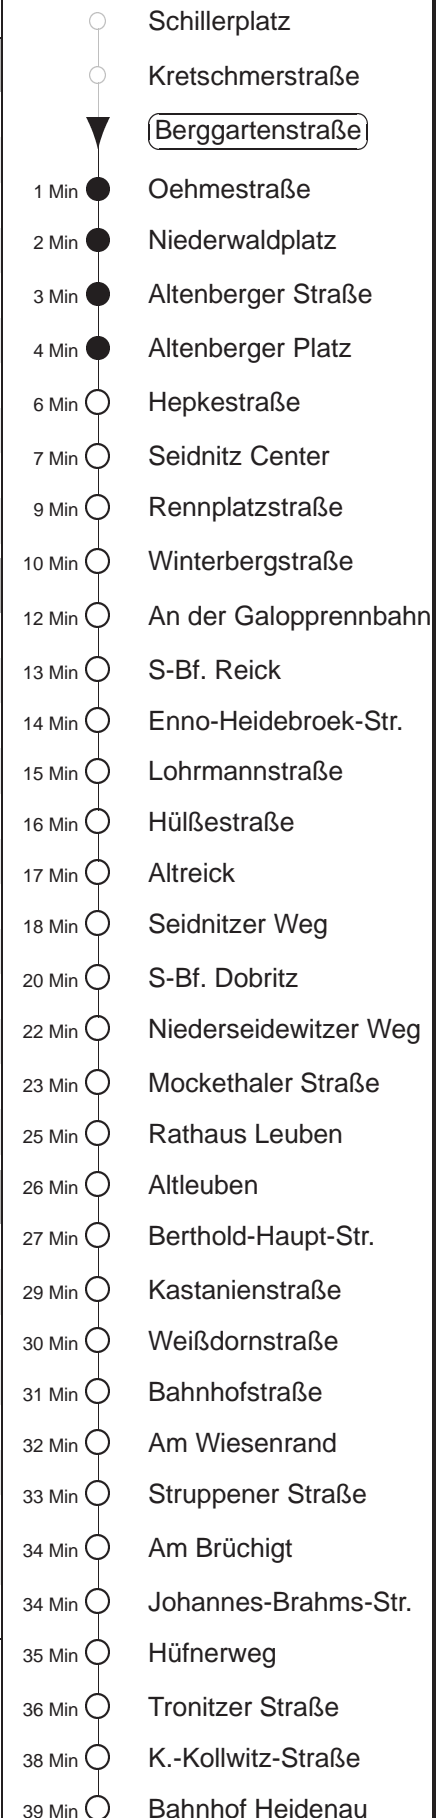 Schillerplatz
Kretschmerstraße
Berggartenstraße
1 Min Oehmestraße
2 Min Niederwaldplatz
3 Min Altenberger Straße
4 Min Altenberger Platz
6 Min Hepkestraße
7 Min Seidnitz Center
9 Min Rennplatzstraße
10 Min Winterbergstraße
12 Min An der Galopprennbahn
13 Min S-Bf. Reick
14 Min Enno-Heidebroek-Str.
15 Min Lohrmannstraße
16 Min Hülßestraße
17 Min Altreick
18 Min Seidnitzer Weg
20 Min S-Bf. Dobritz
22 Min Niederseidewitzer Weg
23 Min Mockethaler Straße
25 Min Rathaus Leuben
26 Min Altleuben
27 Min Berthold-Haupt-Str.
29 Min Kastanienstraße
30 Min Weißdornstraße
31 Min Bahnhofstraße
32 Min Am Wiesenrand
33 Min Struppener Straße
34 Min Am Brüchigt
34 Min Johannes-Brahms-Str.
35 Min Hüfnerweg
36 Min Tronitzer Straße
38 Min K.-Kollwitz-Straße
39 Min Bahnhof Heidenau